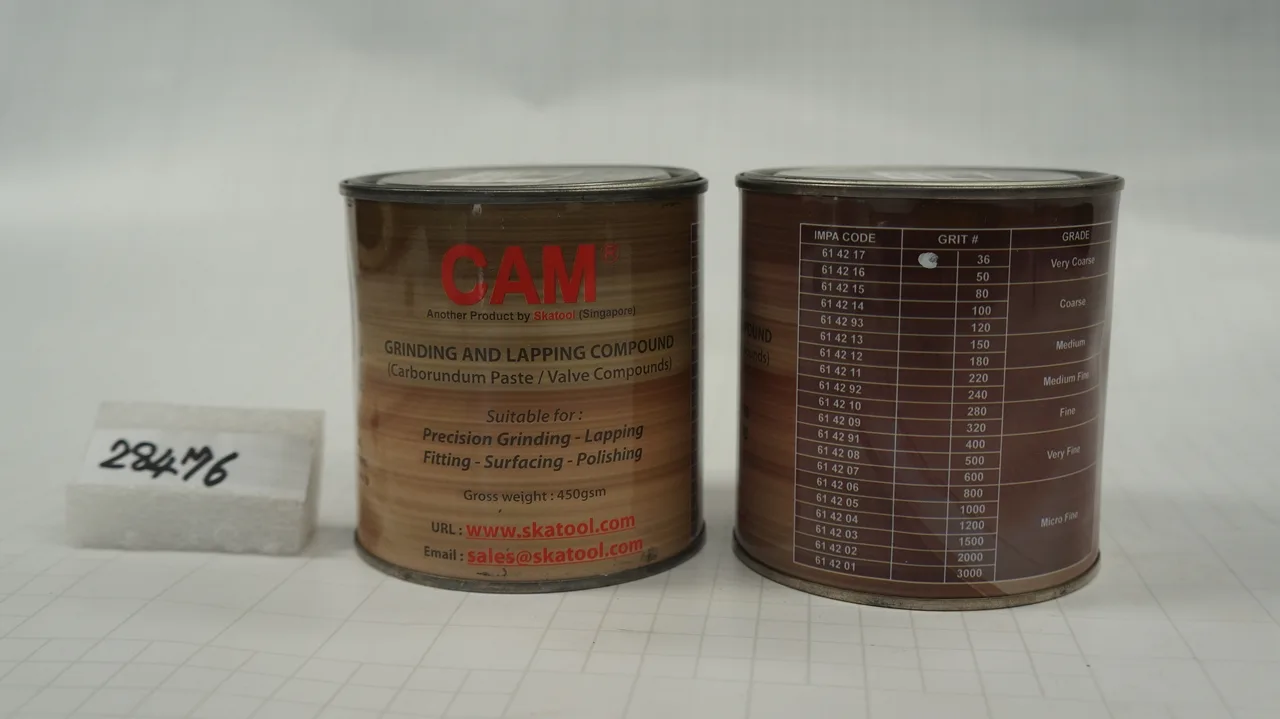 28476
CAM®
Another Product by Skatool (Singapore)
GRINDING AND LAPPING COMPOUND
(Carborundum Paste / Valve Compounds)
Suitable for :
Precision Grinding - Lapping
Fitting - Surfacing - Polishing
Gross weight : 450gsm
URL : www.skatool.com
Email : sales@skatool.com
OUND
IMPA CODE GRIT # GRADE
61 42 17 36 Very Coarse
61 42 16 50
61 42 15 80 Coarse
61 42 14 100
61 42 93 120
61 42 13 150 Medium
61 42 12 180
61 42 11 220 Medium Fine
61 42 92 240
61 42 10 280 Fine
61 42 09 320
61 42 91 400 Very Fine
61 42 08 500
61 42 07 600
61 42 06 800 Micro Fine
61 42 05 1000
61 42 04 1200
61 42 03 1500
61 42 02 2000
61 42 01 3000